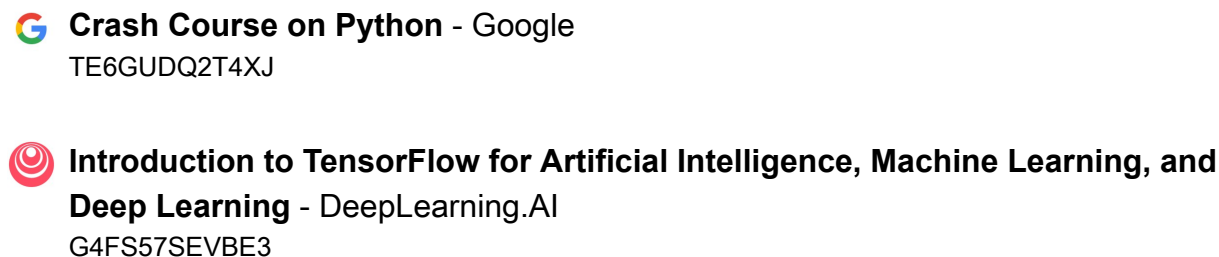 Crash Course on Python - Google
TE6GUDQ2T4XJ
Introduction to TensorFlow for Artificial Intelligence, Machine Learning, and
Deep Learning - DeepLearning.AI
G4FS57SEVBE3